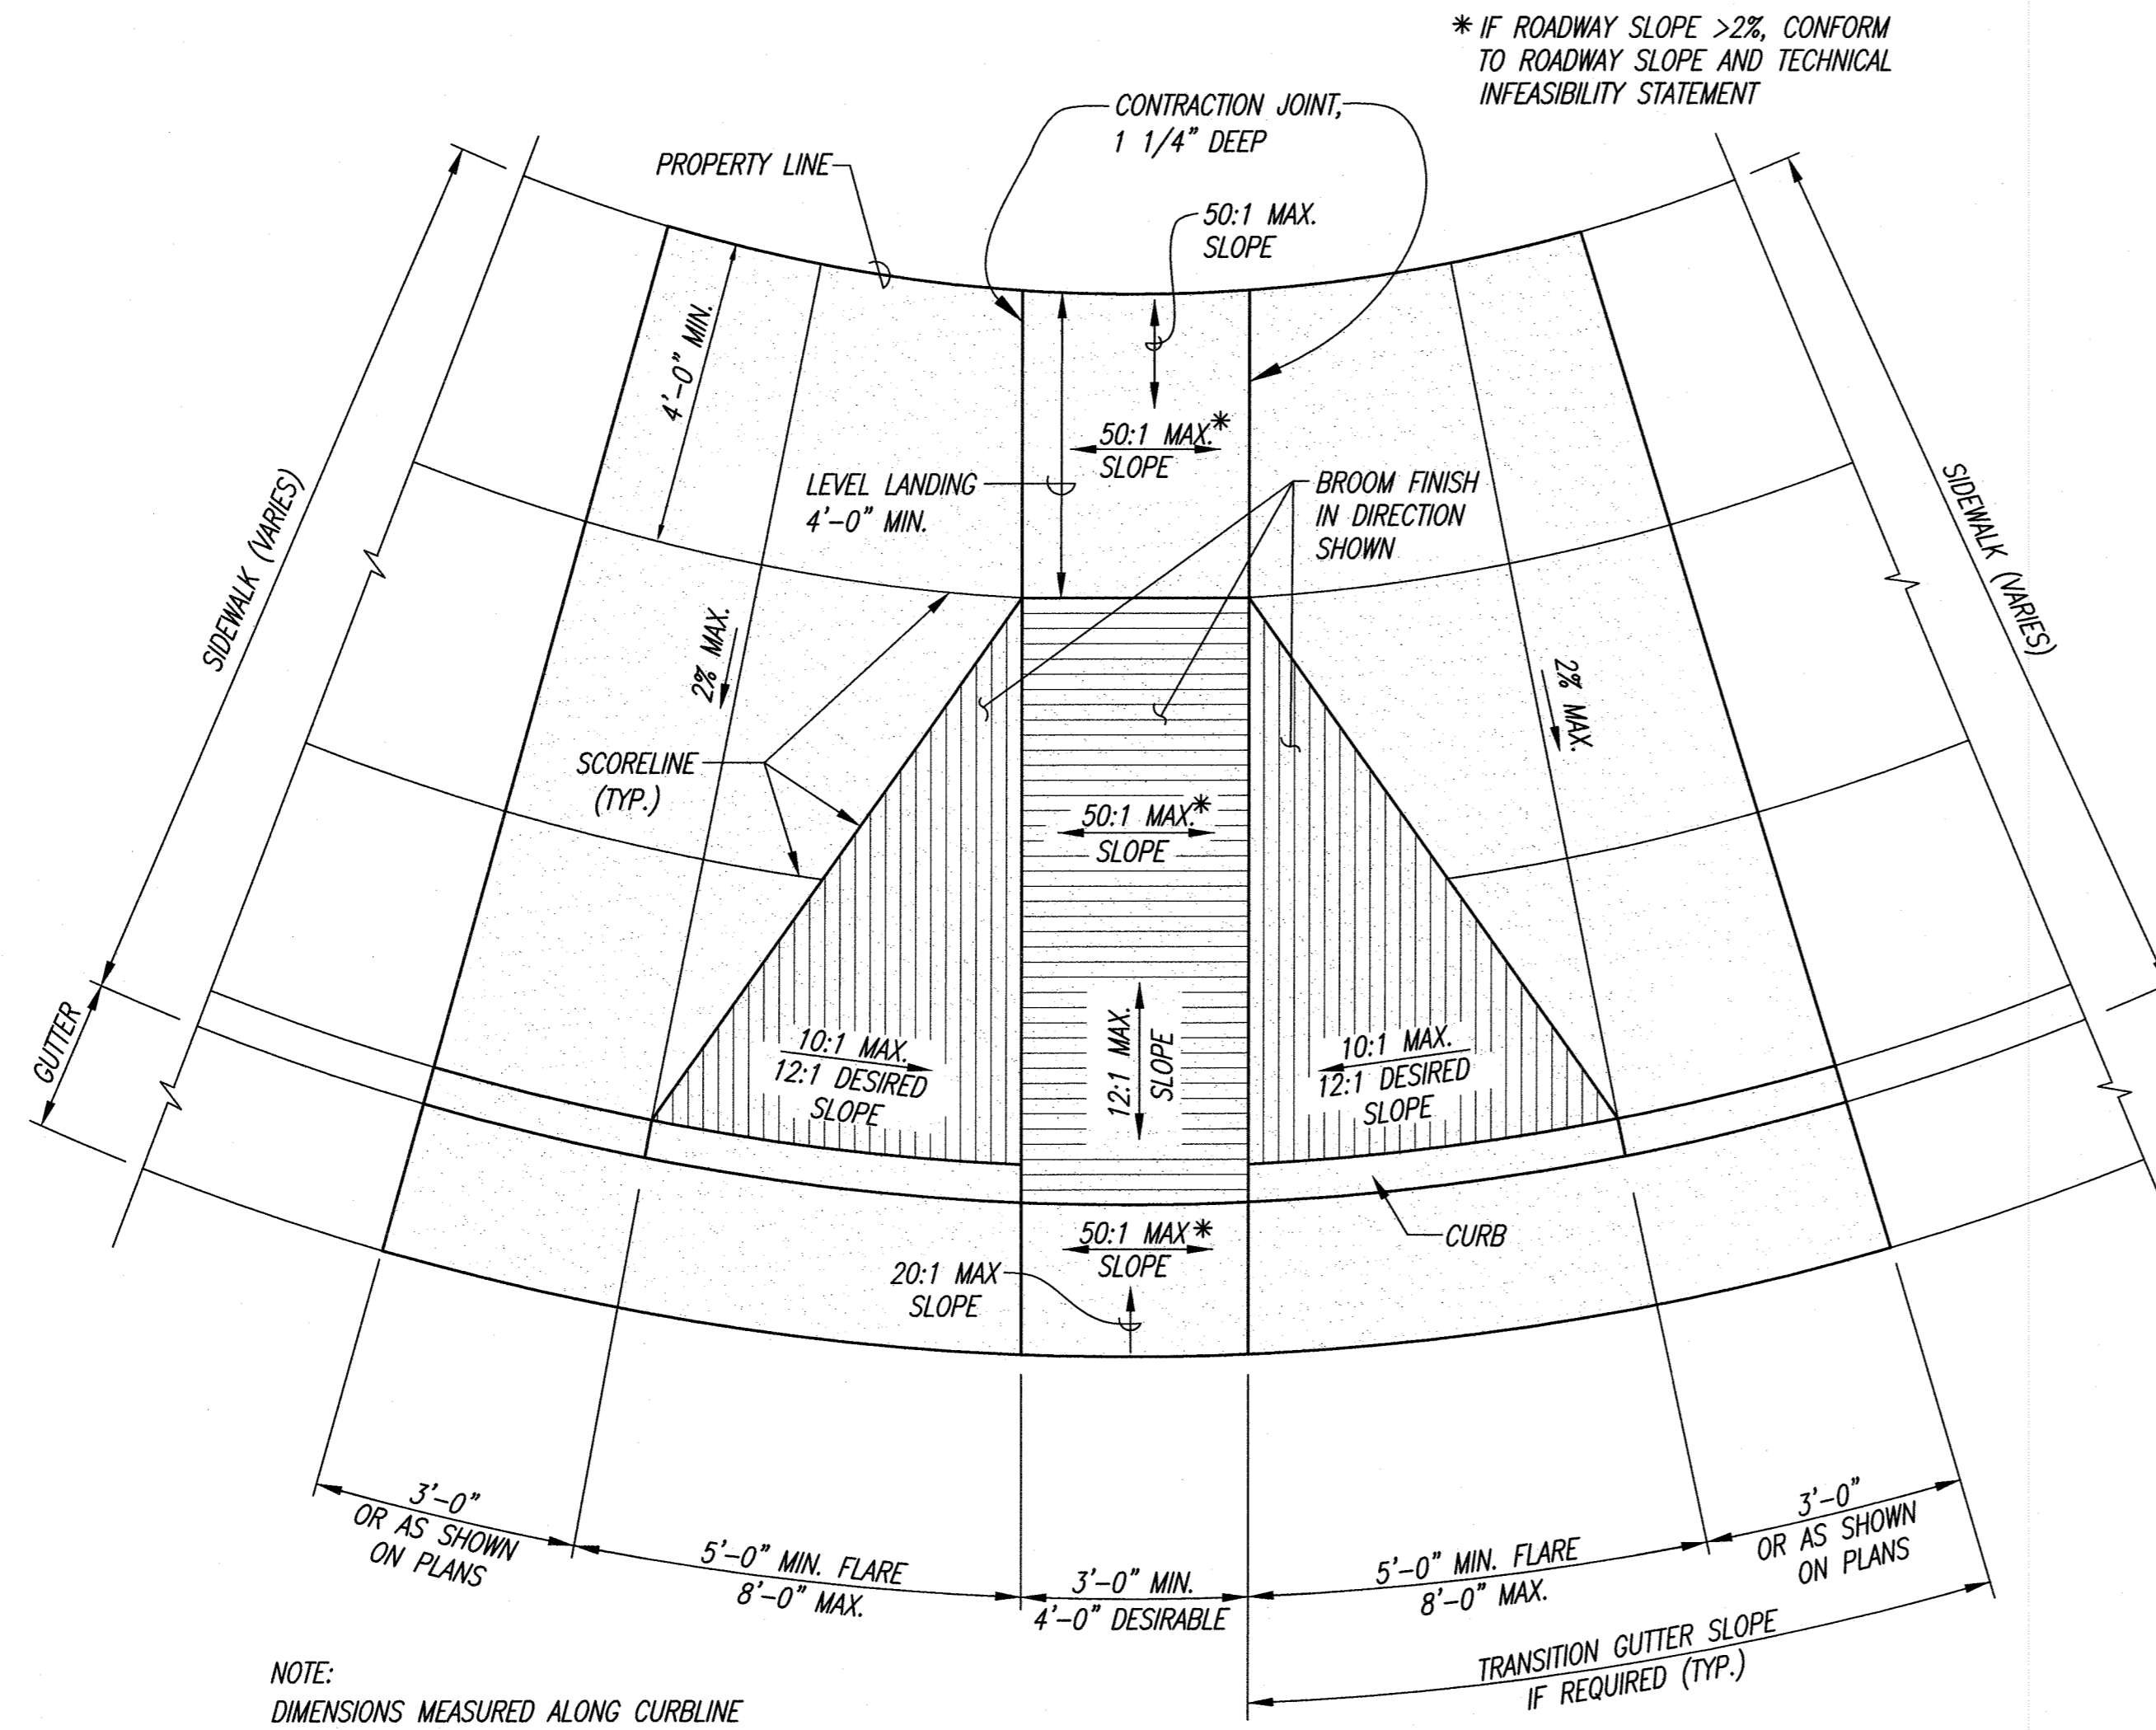 * IF ROADWAY SLOPE >2%, CONFORM
TO ROADWAY SLOPE AND TECHNICAL
INFEASIBILITY STATEMENT
CONTRACTION JOINT,
1 1/4" DEEP
PROPERTY LINE
50:1 MAX.
SLOPE
4'-0" MIN.
50:1 MAX.*
SLOPE
LEVEL LANDING
4'-0" MIN.
BROOM FINISH
IN DIRECTION
SHOWN
SIDEWALK (VARIES)
SIDEWALK (VARIES)
2% MAX.
2% MAX.
SCORELINE
(TYP.)
50:1 MAX.*
SLOPE
GUTTER
10:1 MAX.
12:1 DESIRED
SLOPE
12:1 MAX.
SLOPE
10:1 MAX.
12:1 DESIRED
SLOPE
50:1 MAX*
SLOPE
CURB
20:1 MAX
SLOPE
3'-0"
OR AS SHOWN
ON PLANS
5'-0" MIN. FLARE
8'-0" MAX.
3'-0" MIN.
4'-0" DESIRABLE
5'-0" MIN. FLARE
8'-0" MAX.
3'-0"
OR AS SHOWN
ON PLANS
TRANSITION GUTTER SLOPE
IF REQUIRED (TYP.)
NOTE:
DIMENSIONS MEASURED ALONG CURBLINE